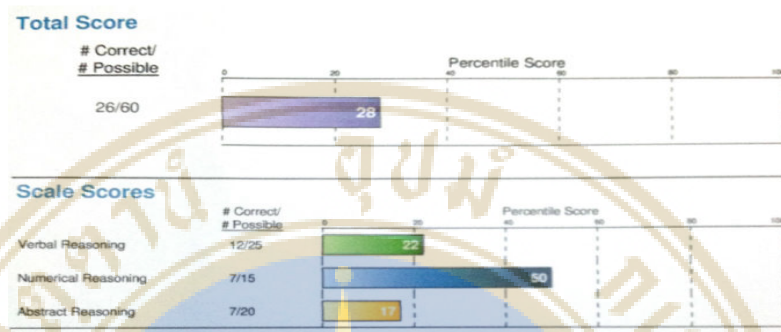 Total Score
# Correct/
# Possible
Percentile Score
0 20 40 60 80 100
26/60
28
Scale Scores
# Correct/
# Possible
Percentile Score
0 20 40 60 80 100
Verbal Reasoning 12/25 22
Numerical Reasoning 7/15 50
Abstract Reasoning 7/20 17